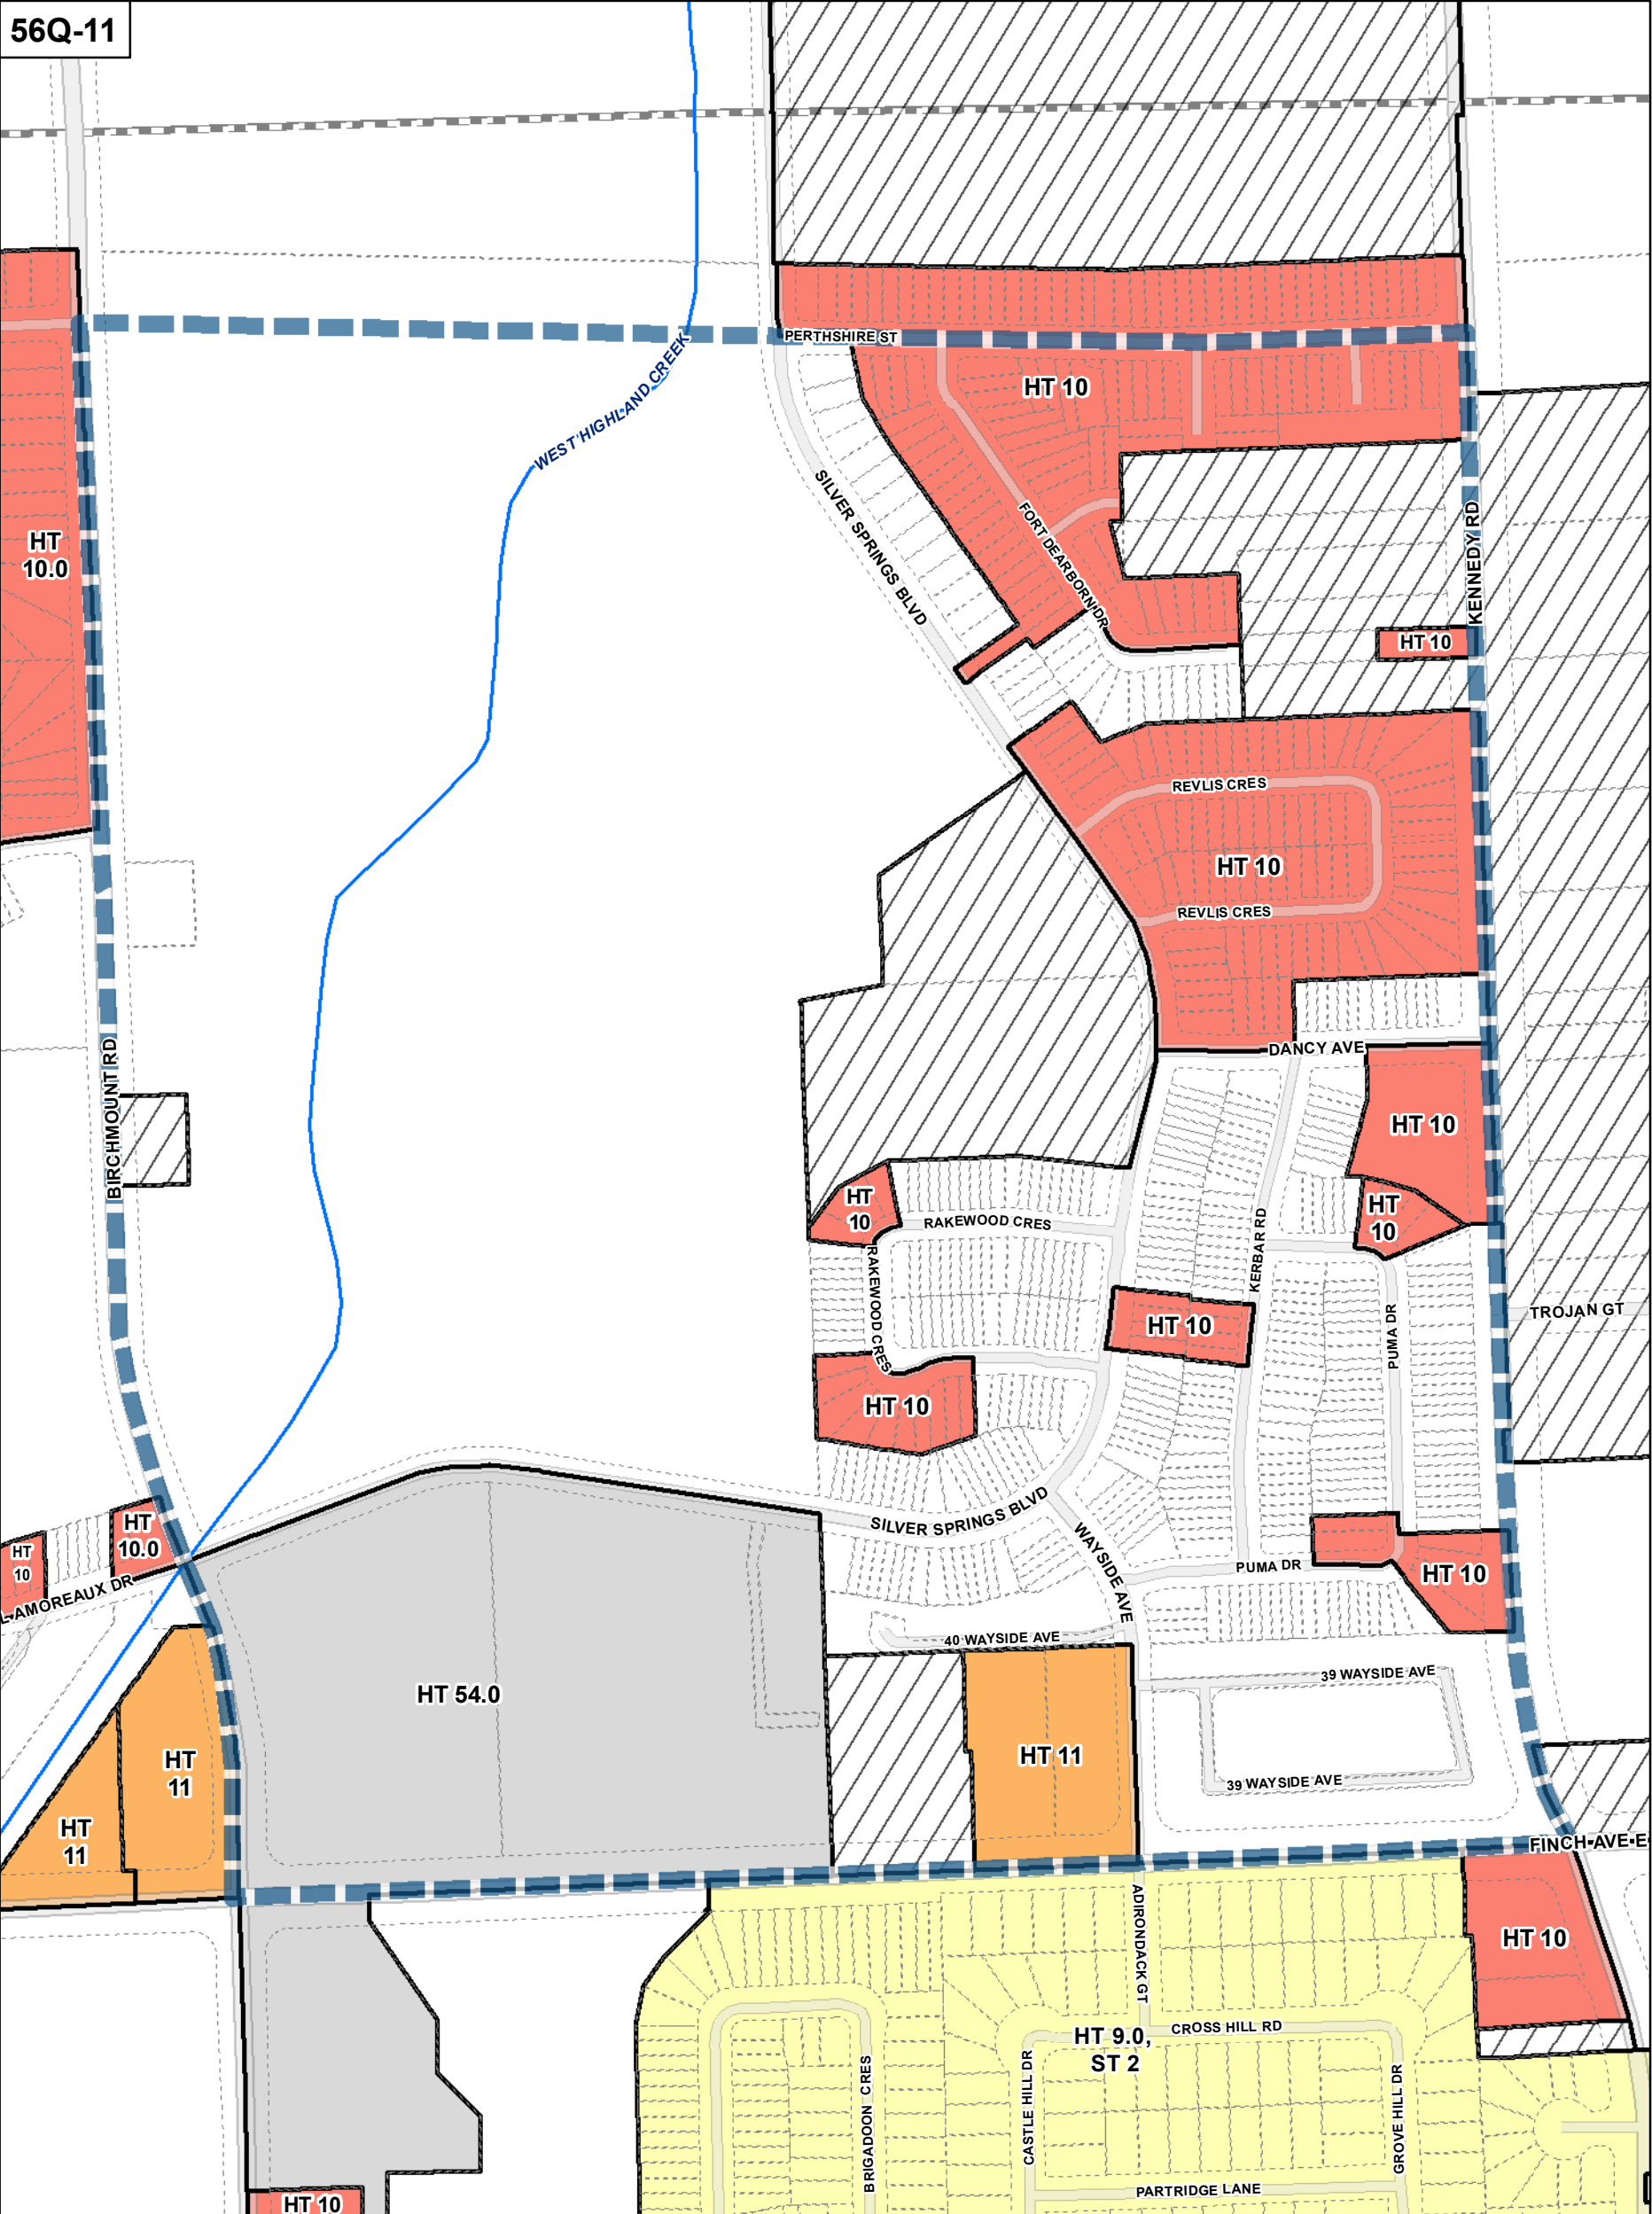 56Q-11
PERTHSHIRE ST
WEST HIGHLAND CREEK
HT 10
SILVER SPRINGS BLVD
FORT DEARBORN DR
KENNEDY RD
HT
10.0
HT 10
REVLIS CRES
HT 10
REVLIS CRES
DANCY AVE
BIRCHMOUNT RD
HT 10
HT
10
RAKEWOOD CRES
HT
10
RAKEWOOD CRES
KERBAR RD
HT 10
PUMA DR
TROJAN GT
HT 10
SILVER SPRINGS BLVD
WAYSIDE AVE
HT
10.0
HT
10
L'AMOREAUX DR
PUMA DR
HT 10
40 WAYSIDE AVE
39 WAYSIDE AVE
HT 54.0
HT 11
HT
11
39 WAYSIDE AVE
HT
11
FINCH AVE E
ADIRONDACK GT
HT 10
CROSS HILL RD
HT 9.0,
ST 2
BRIGADOON CRES
CASTLE HILL DR
GROVE HILL DR
PARTRIDGE LANE
HT 10